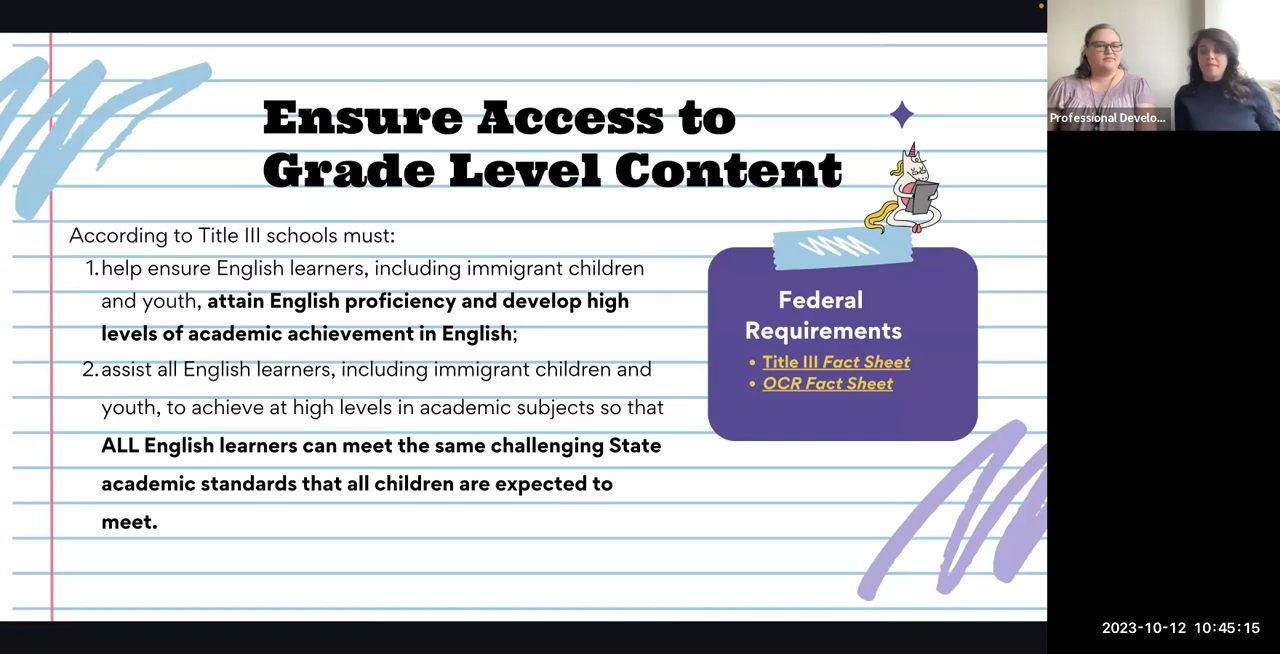 Ensure Access to
Grade Level Content
According to Title III schools must:
1. help ensure English learners, including immigrant children
and youth, attain English proficiency and develop high
levels of academic achievement in English;
2. assist all English learners, including immigrant children and
youth, to achieve at high levels in academic subjects so that
ALL English learners can meet the same challenging State
academic standards that all children are expected to
meet.
Federal
Requirements
• Title III Fact Sheet
• OCR Fact Sheet
Professional Develo...
2023-10-12 10:45:15